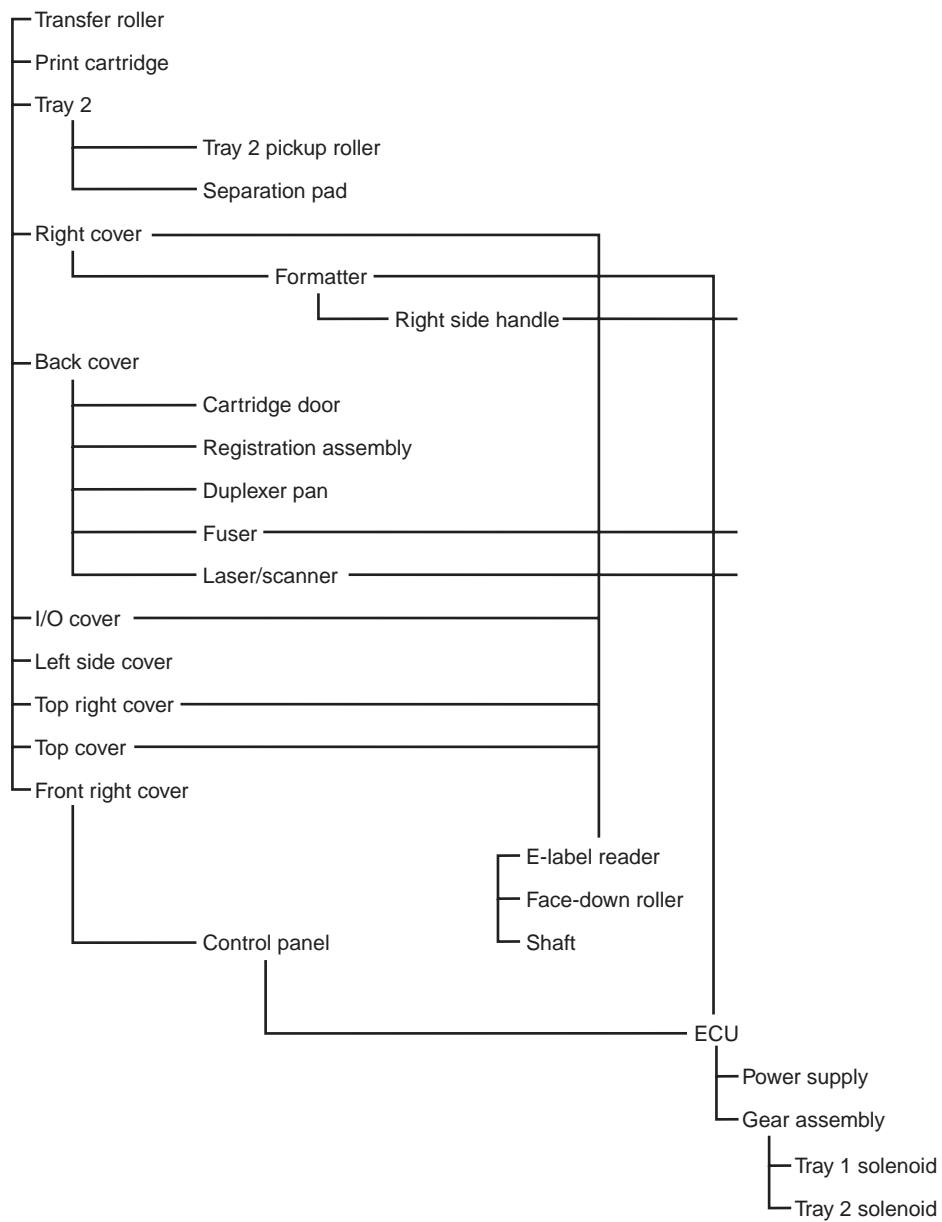 Transfer roller
Print cartridge
Tray 2
Tray 2 pickup roller
Separation pad
Right cover
Formatter
Right side handle
Back cover
Cartridge door
Registration assembly
Duplexer pan
Fuser
Laser/scanner
I/O cover
Left side cover
Top right cover
Top cover
Front right cover
E-label reader
Face-down roller
Control panel
Shaft
ECU
Power supply
Gear assembly
Tray 1 solenoid
Tray 2 solenoid